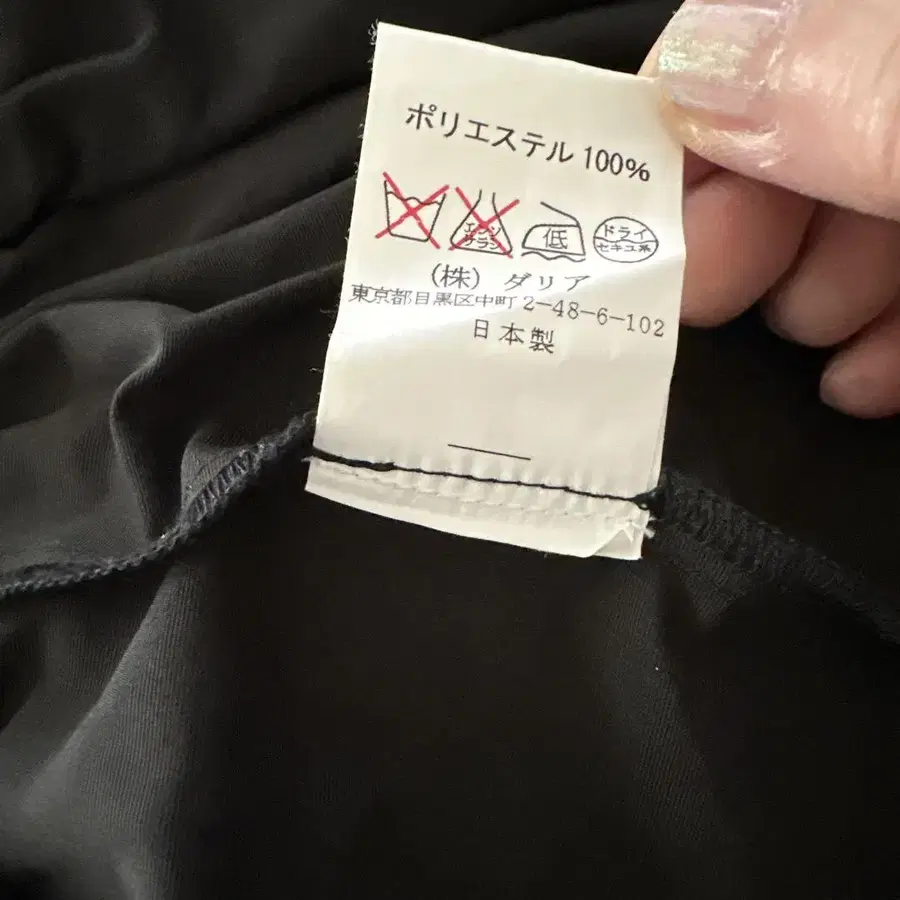 ポリエステル 100%
エンソ 低 ドライ
サラシ セキユ系
(株) ダリア
東京都目黒区中町 2-48-6-102
日本製